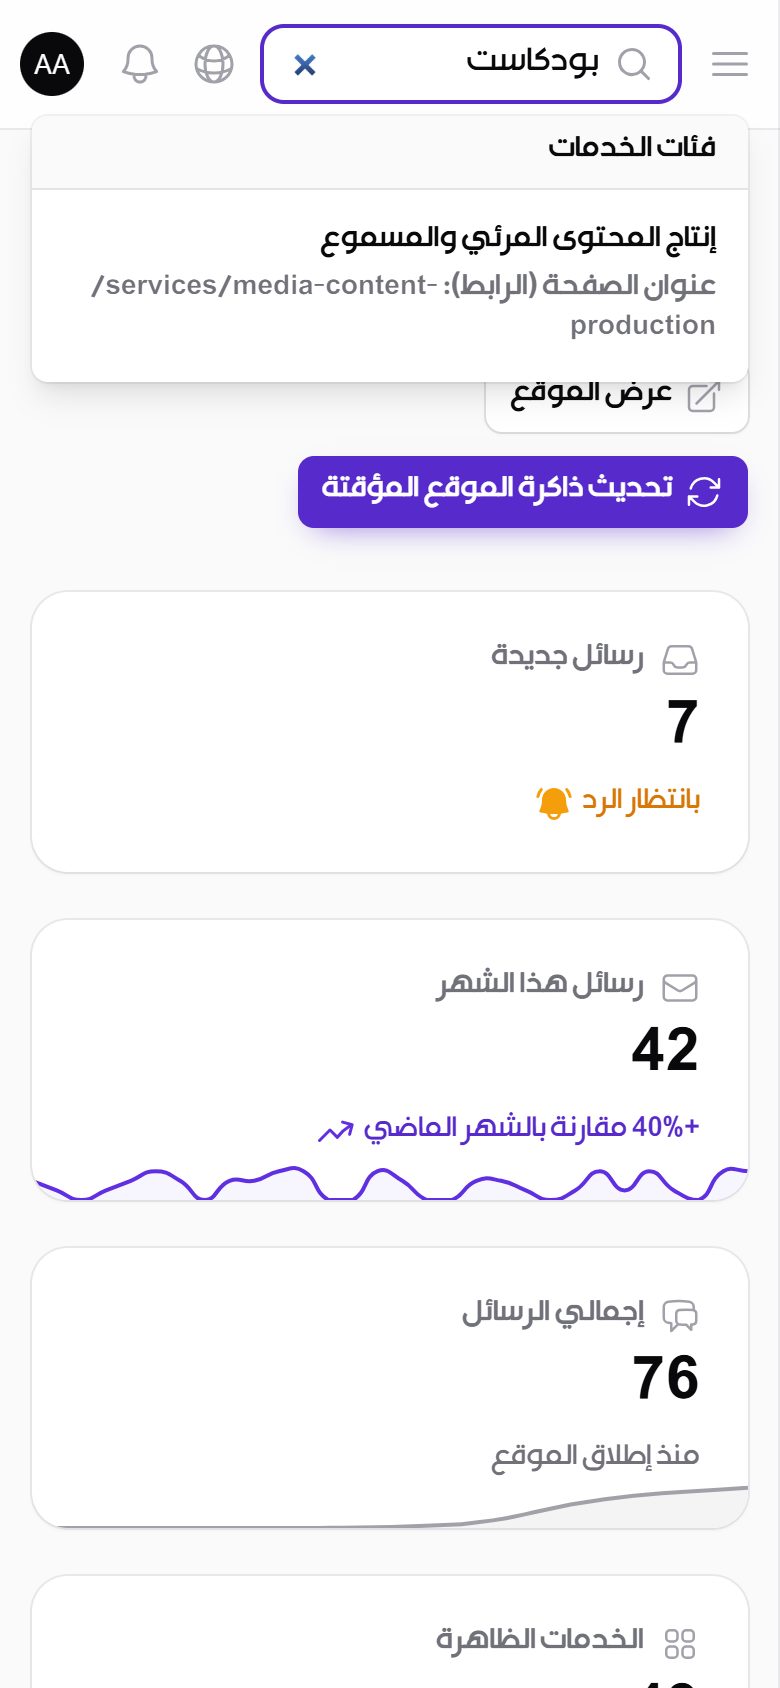 بودكاست
AA
فئات الخدمات
إنتاج المحتوى المرئي والمسموع
عنوان الصفحة (الرابط): /services/media-content-
production
عرض الموقع
تحديث ذاكرة الموقع المؤقتة
رسائل جديدة
7
بانتظار الرد
رسائل هذا الشهر
42
+40% مقارنة بالشهر الماضي
إجمالي الرسائل
76
منذ إطلاق الموقع
الخدمات الظاهرة